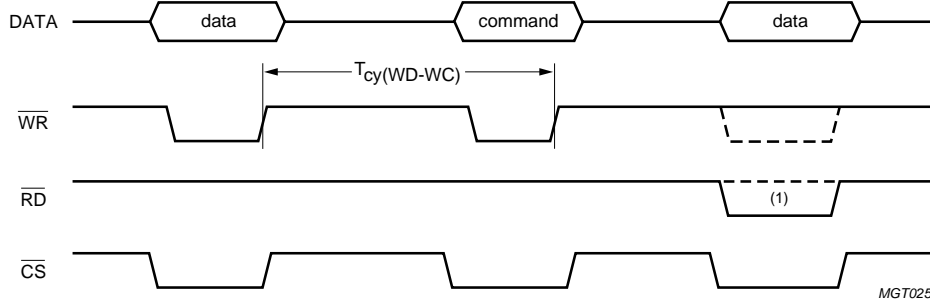 DATA data command data
T cy(WD-WC)
WR
RD (1)
CS
MGT025